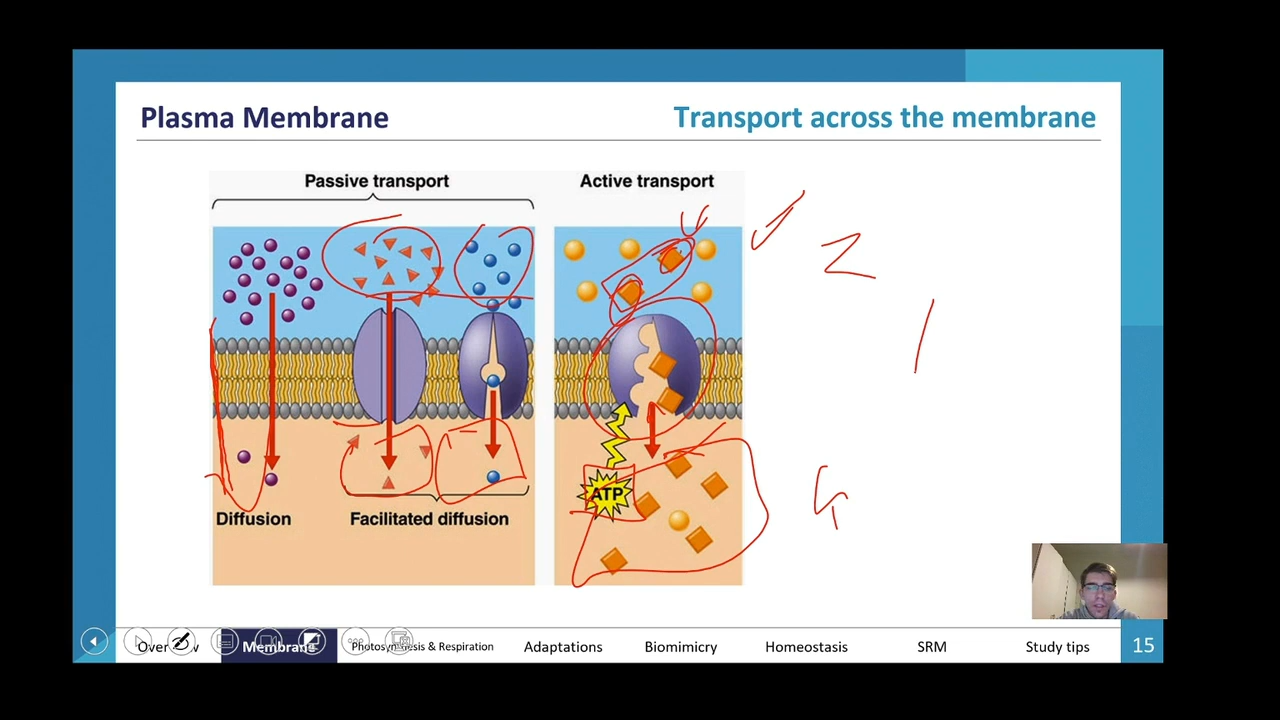 Plasma Membrane
Transport across the membrane
Passive transport
Active transport
2
1
ATP
Diffusion
Facilitated diffusion
Membrane
Photosynthesis & Respiration
Adaptations
Biomimicry
Homeostasis
SRM
Study tips
15